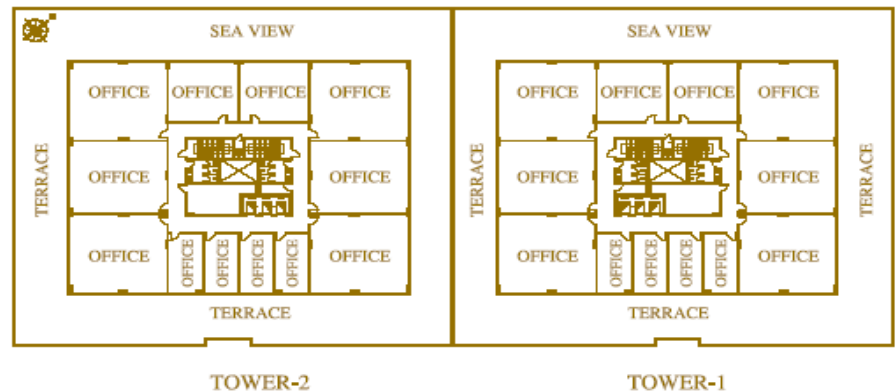 SEA VIEW SEA VIEW
OFFICE OFFICE OFFICE OFFICE OFFICE OFFICE OFFICE OFFICE
TERRACE OFFICE OFFICE TERRACE OFFICE OFFICE TERRACE
OFFICE OFFICE OFFICE OFFICE OFFICE OFFICE OFFICE OFFICE OFFICE OFFICE OFFICE OFFICE
TERRACE TERRACE
TOWER-2 TOWER-1